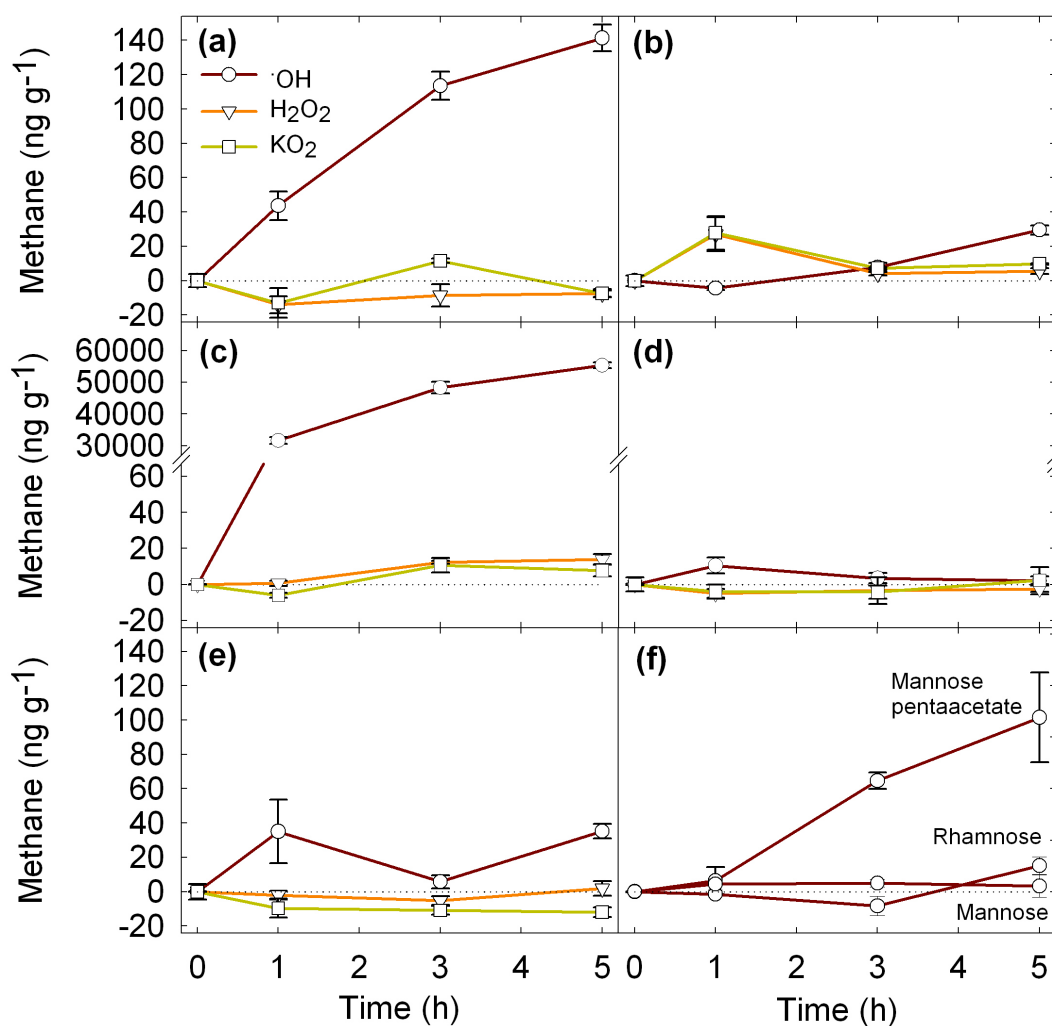 Methane (ng g⁻¹)
140
120
100
80
60
40
20
0
-20
(a)
·OH
H₂O₂
KO₂
(b)
Methane (ng g⁻¹)
60000
50000
40000
30000
60
40
20
0
-20
(c)
(d)
Methane (ng g⁻¹)
140
120
100
80
60
40
20
0
-20
(e)
(f)
Mannose
pentaacetate
Rhamnose
Mannose
0 1 2 3 4 5
0 1 2 3 4 5
Time (h)
Time (h)